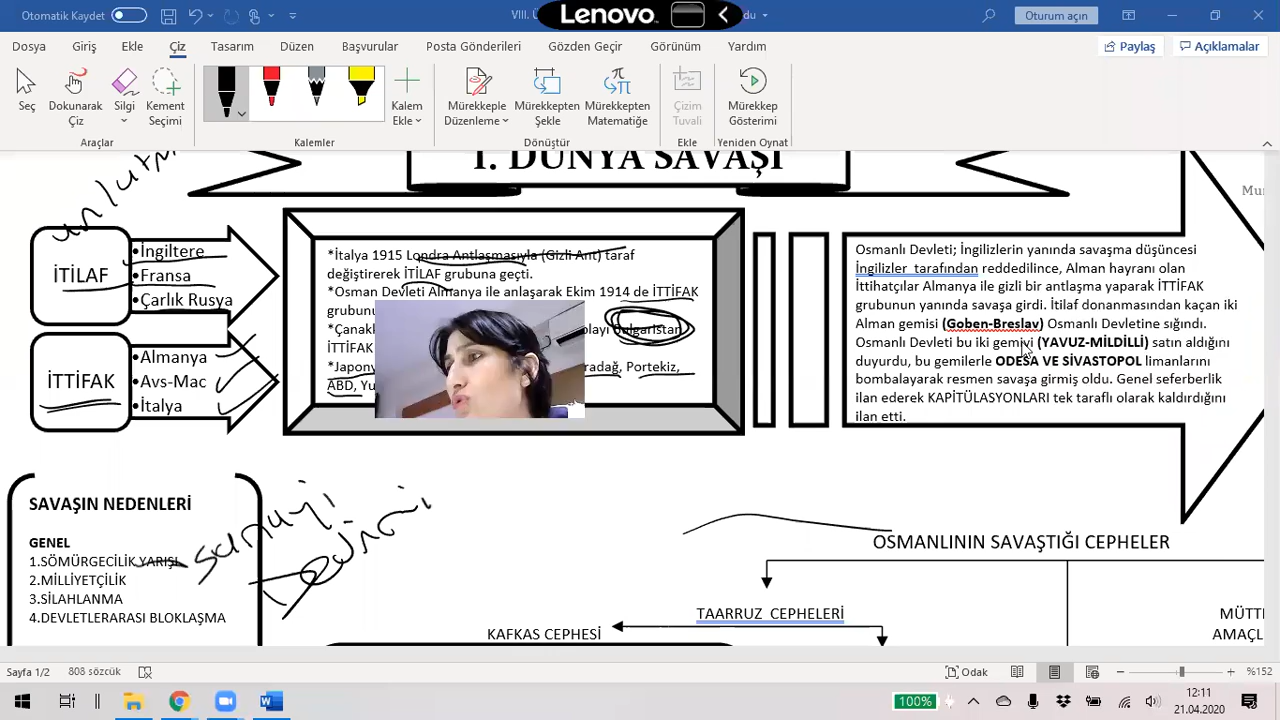 Otomatik Kaydet
VIII.
Lenovo
du
Oturum açın
Dosya Giriş Ekle Çiz Tasarım Düzen Başvurular Posta Gönderileri Gözden Geçir Görünüm Yardım
Paylaş Açıklamalar
Seç Dokunarak Çiz Silgi Kement Seçimi Kalem Ekle Mürekkeple Düzenleme Mürekkepten Şekle Mürekkepten Matematiğe Çizim Tuvali Mürekkep Gösterimi
Araçlar Kalemler Dönüştür Ekle Yeniden Oynat
1. DÜNYA SAVAŞI
İTİLAF
•İngiltere
•Fransa
•Çarlık Rusya
İTTİFAK
•Almanya
•Avs-Mac
•İtalya
*İtalya 1915 Londra Antlaşmasıyla (Gizli Ant) taraf
değiştirerek İTİLAF grubuna geçti.
*Osman Devleti Almanya ile anlaşarak Ekim 1914 de İTTİFAK
grubun
*Çanakk olayı Bulgaristan
İTTİFAK
*Japony radağ, Portekiz,
ABD, Yu
Osmanlı Devleti; İngilizlerin yanında savaşma düşüncesi
İngilizler tarafından reddedilince, Alman hayranı olan
İttihatçılar Almanya ile gizli bir antlaşma yaparak İTTİFAK
grubunun yanında savaşa girdi. İtilaf donanmasından kaçan iki
Alman gemisi (Goben-Breslav) Osmanlı Devletine sığındı.
Osmanlı Devleti bu iki gemiyi (YAVUZ-MİLDİLLİ) satın aldığını
duyurdu, bu gemilerle ODESA VE SİVASTOPOL limanlarını
bombalayarak resmen savaşa girmiş oldu. Genel seferberlik
ilan ederek KAPİTÜLASYONLARI tek taraflı olarak kaldırdığını
ilan etti.
SAVAŞIN NEDENLERİ
GENEL
1.SÖMÜRGECİLİK YARIŞI
2.MİLLİYETÇİLİK
3.SİLAHLANMA
4.DEVLETLERARASI BLOKLAŞMA
OSMANLININ SAVAŞTIĞI CEPHELER
TAARRUZ CEPHELERİ
KAFKAS CEPHESİ
MÜTT
AMAÇL
Sayfa 1/2 808 sözcük
Odak
%152
100%
12:11
21.04.2020